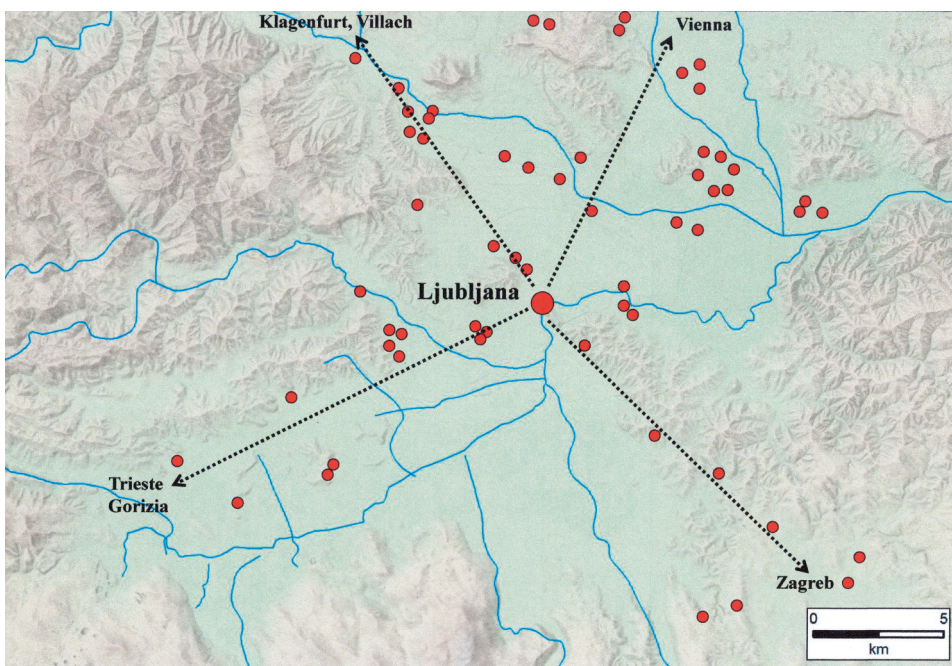 Klagenfurt, Villach
Vienna
Ljubljana
Trieste
Gorizia
Zagreb
0 5
km